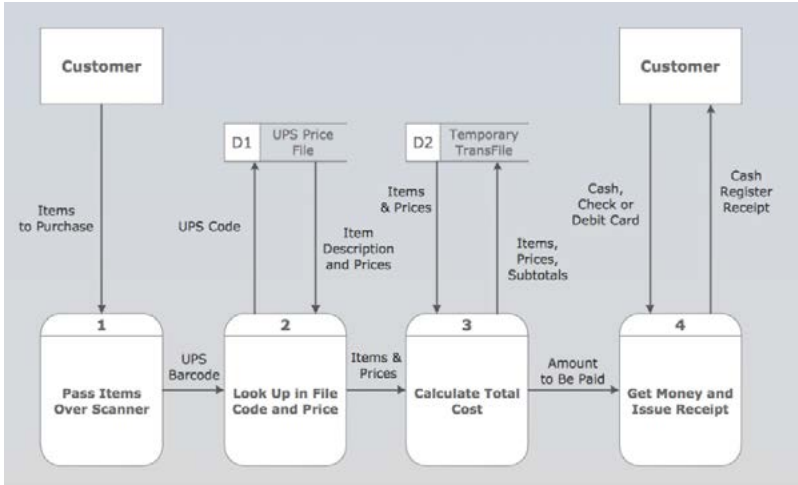 Customer
Customer
D1
UPS Price
File
D2
Temporary
TransFile
Items
to Purchase
UPS Code
Item
Description
and Prices
Items
& Prices
Items,
Prices,
Subtotals
Cash,
Check or
Debit Card
Cash
Register
Receipt
1
Pass Items
Over Scanner
UPS
Barcode
2
Look Up in File
Code and Price
Items &
Prices
3
Calculate Total
Cost
Amount
to Be Paid
4
Get Money and
Issue Receipt